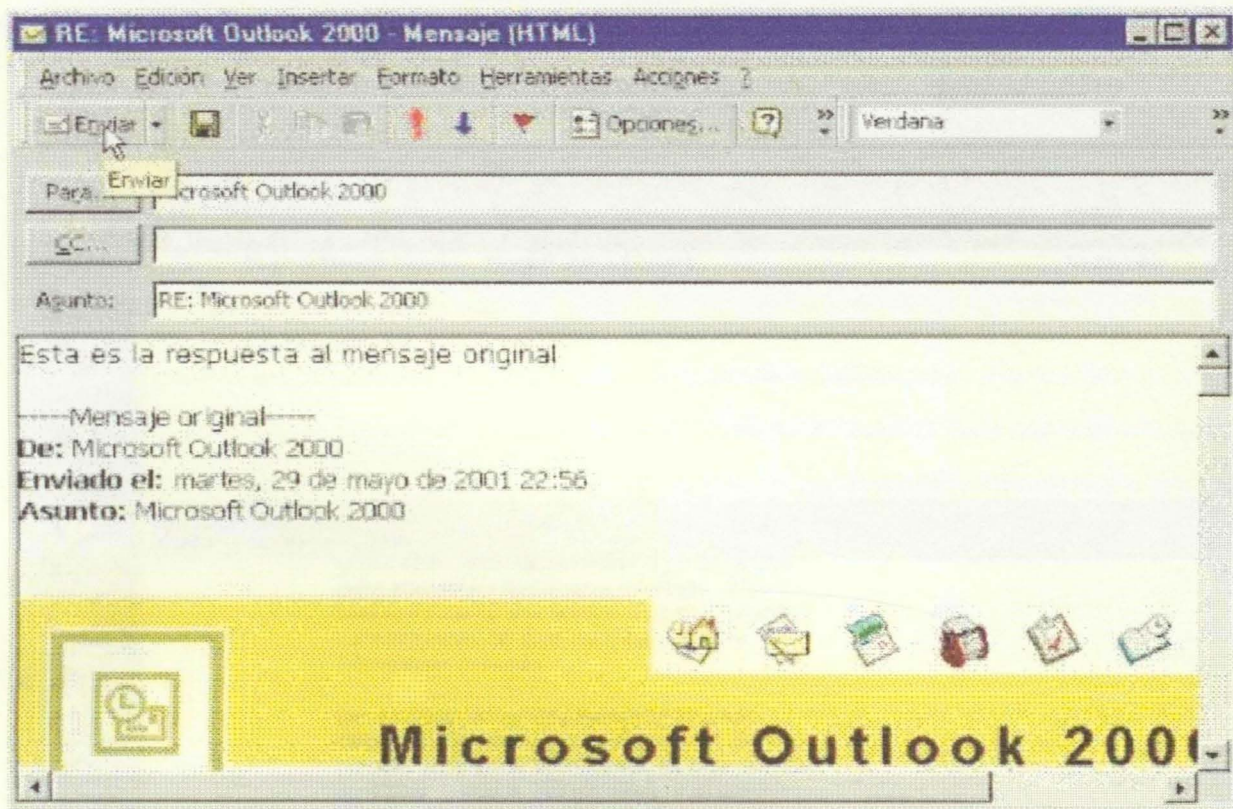 RE: Microsoft Outlook 2000 - Mensaje (HTML)
Archivo Edición Ver Insertar Formato Herramientas Acciones ?
Enviar Opciones... Verdana
Enviar
Para... Microsoft Outlook 2000
CC...
Asunto: RE: Microsoft Outlook 2000
Esta es la respuesta al mensaje original
-----Mensaje original-----
De: Microsoft Outlook 2000
Enviado el: martes, 29 de mayo de 2001 22:56
Asunto: Microsoft Outlook 2000
Microsoft Outlook 200